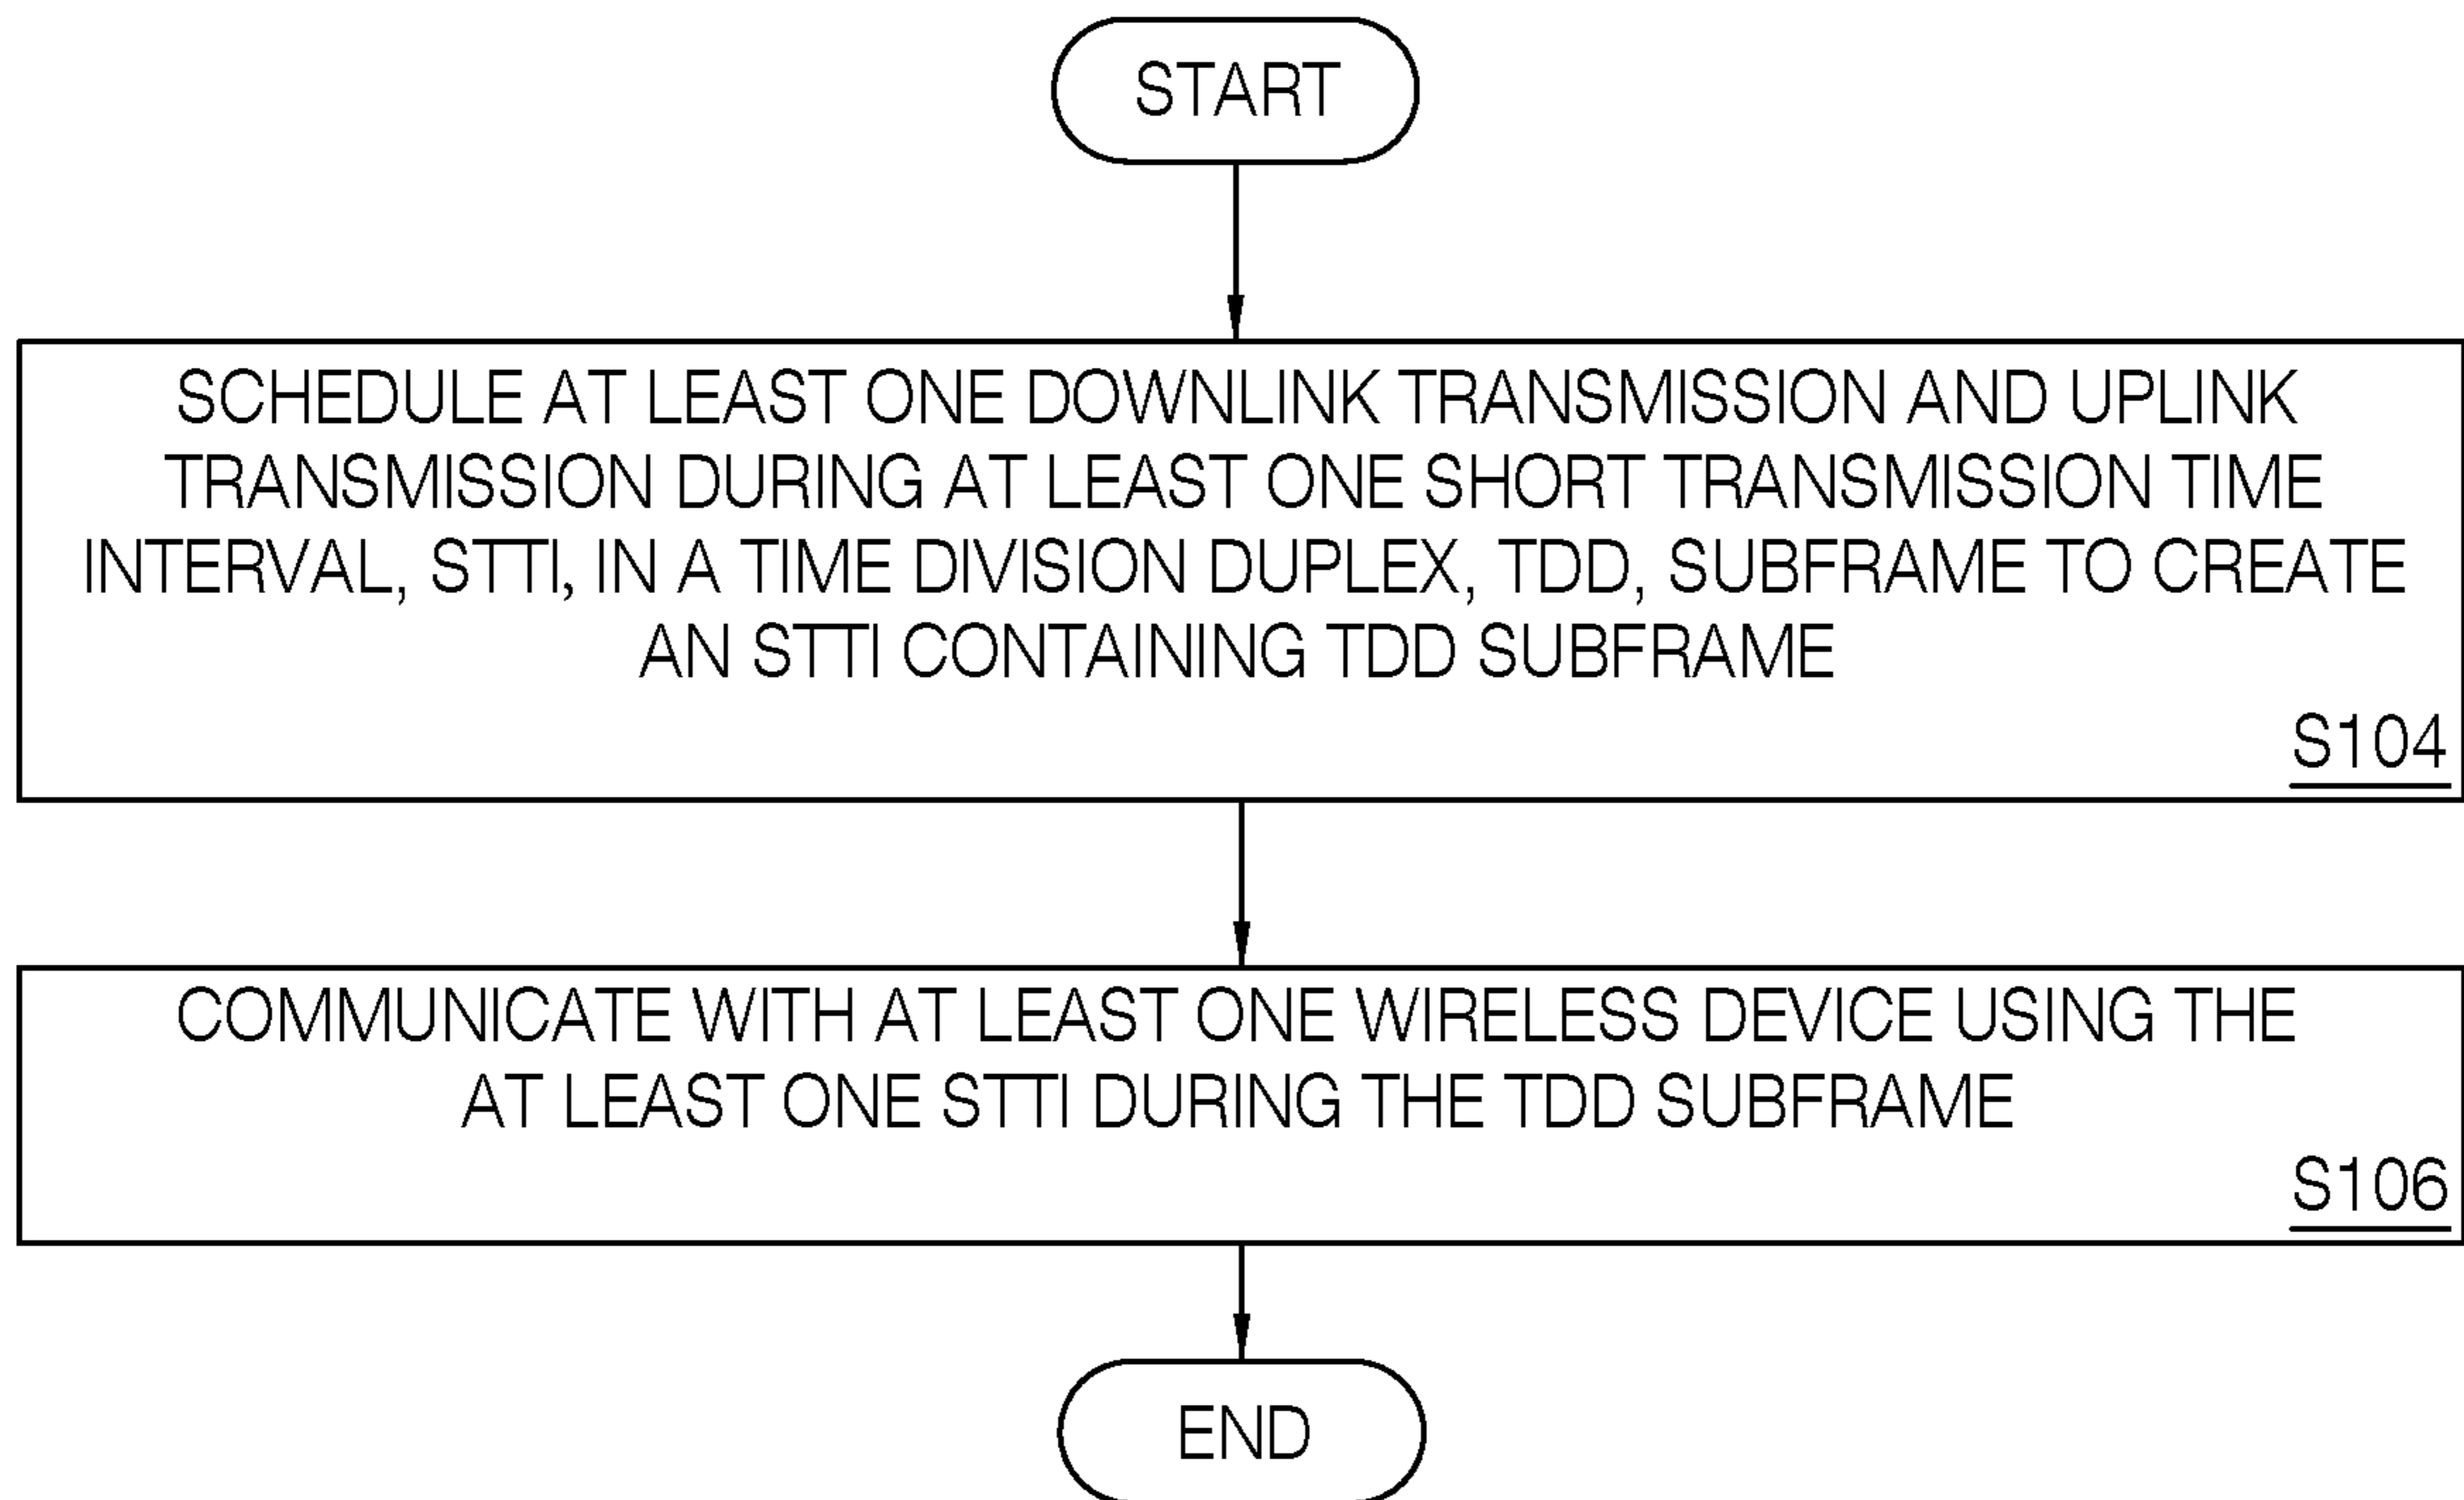 START
SCHEDULE AT LEAST ONE DOWNLINK TRANSMISSION AND UPLINK
TRANSMISSION DURING AT LEAST ONE SHORT TRANSMISSION TIME
INTERVAL, STTI, IN A TIME DIVISION DUPLEX, TDD, SUBFRAME TO CREATE
AN STTI CONTAINING TDD SUBFRAME
S104
COMMUNICATE WITH AT LEAST ONE WIRELESS DEVICE USING THE
AT LEAST ONE STTI DURING THE TDD SUBFRAME
S106
END